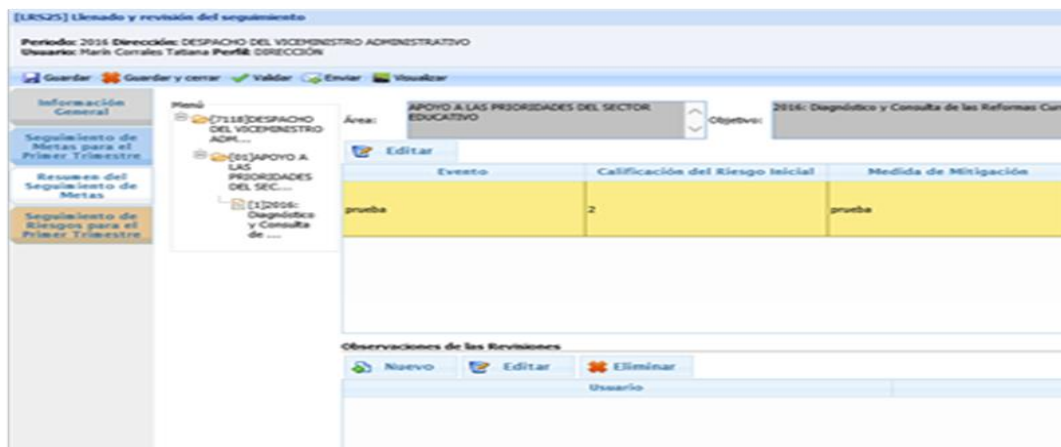 [LRS25] Llenado y revisión del seguimiento
Periodo: 2016 Dirección: DESPACHO DEL VICEMINISTRO ADMINISTRATIVO
Usuario: Marín Corrales Tatiana Perfil: DIRECCIÓN
Guardar Guardar y cerrar Validar Enviar Visualizar
Información
General
Seguimiento de
Metas para el
Primer Trimestre
Resumen del
Seguimiento de
Metas
Seguimiento de
Riesgos para el
Primer Trimestre
Menú
[7118]DESPACHO
DEL VICEMINISTRO
ADM....
[01]APOYO A
LAS
PRIORIDADES
DEL SEC....
[1]2016:
Diagnóstico
y Consulta
de ....
Área: APOYO A LAS PRIORIDADES DEL SECTOR
EDUCATIVO
Objetivo: 2016: Diagnóstico y Consulta de las Reformas Cur
Editar
Evento Calificación del Riesgo Inicial Medida de Mitigación
prueba 2 prueba
Observaciones de las Revisiones
Nuevo Editar Eliminar
Usuario